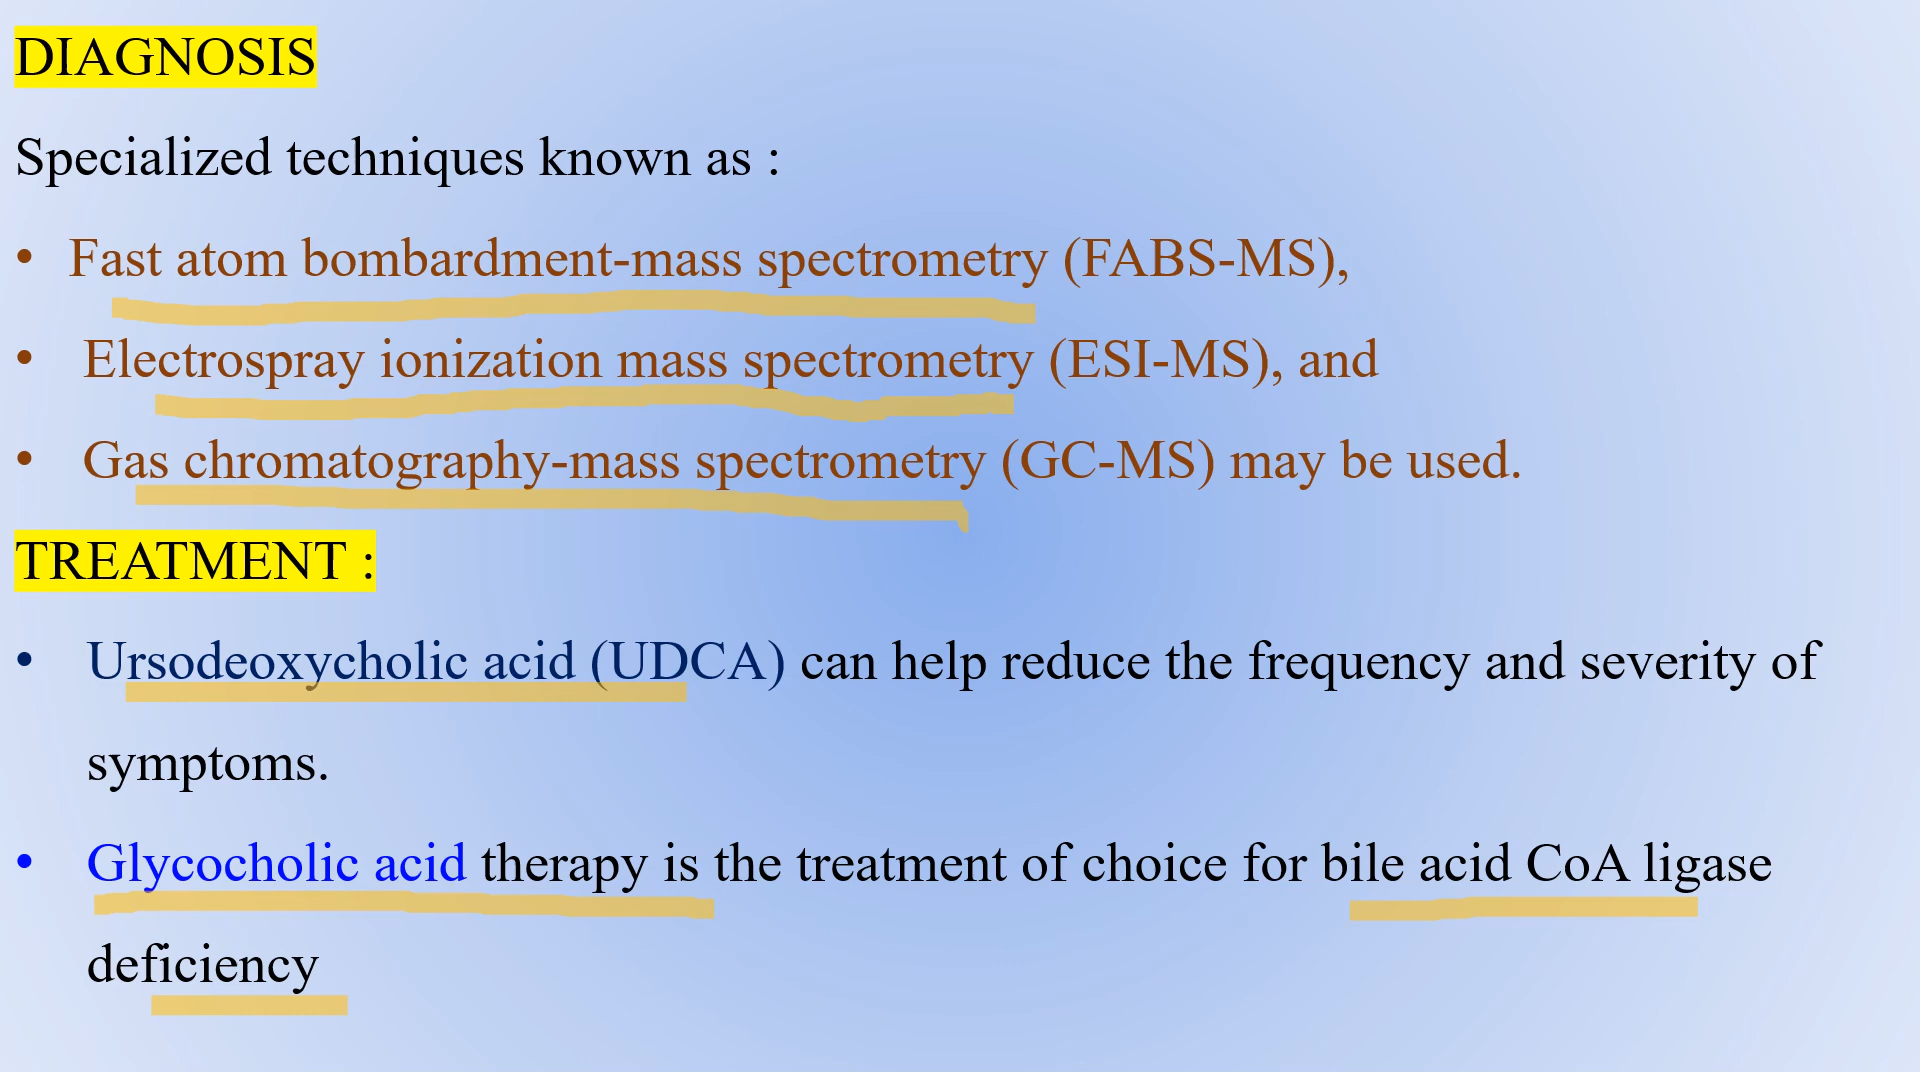 DIAGNOSIS
Specialized techniques known as :
• Fast atom bombardment-mass spectrometry (FABS-MS),
• Electrospray ionization mass spectrometry (ESI-MS), and
• Gas chromatography-mass spectrometry (GC-MS) may be used.
TREATMENT :
• Ursodeoxycholic acid (UDCA) can help reduce the frequency and severity of
symptoms.
• Glycocholic acid therapy is the treatment of choice for bile acid CoA ligase
deficiency